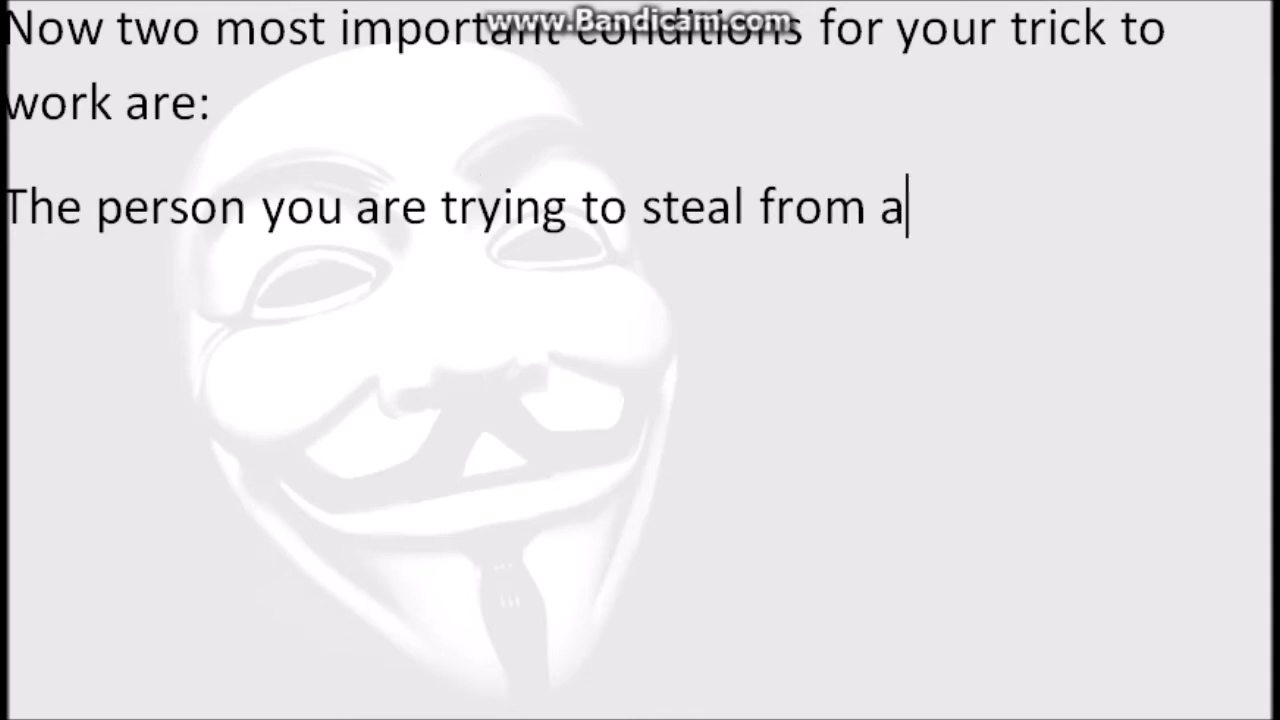 www.Bandicam.com
Now two most important conditions for your trick to
work are:
The person you are trying to steal from a